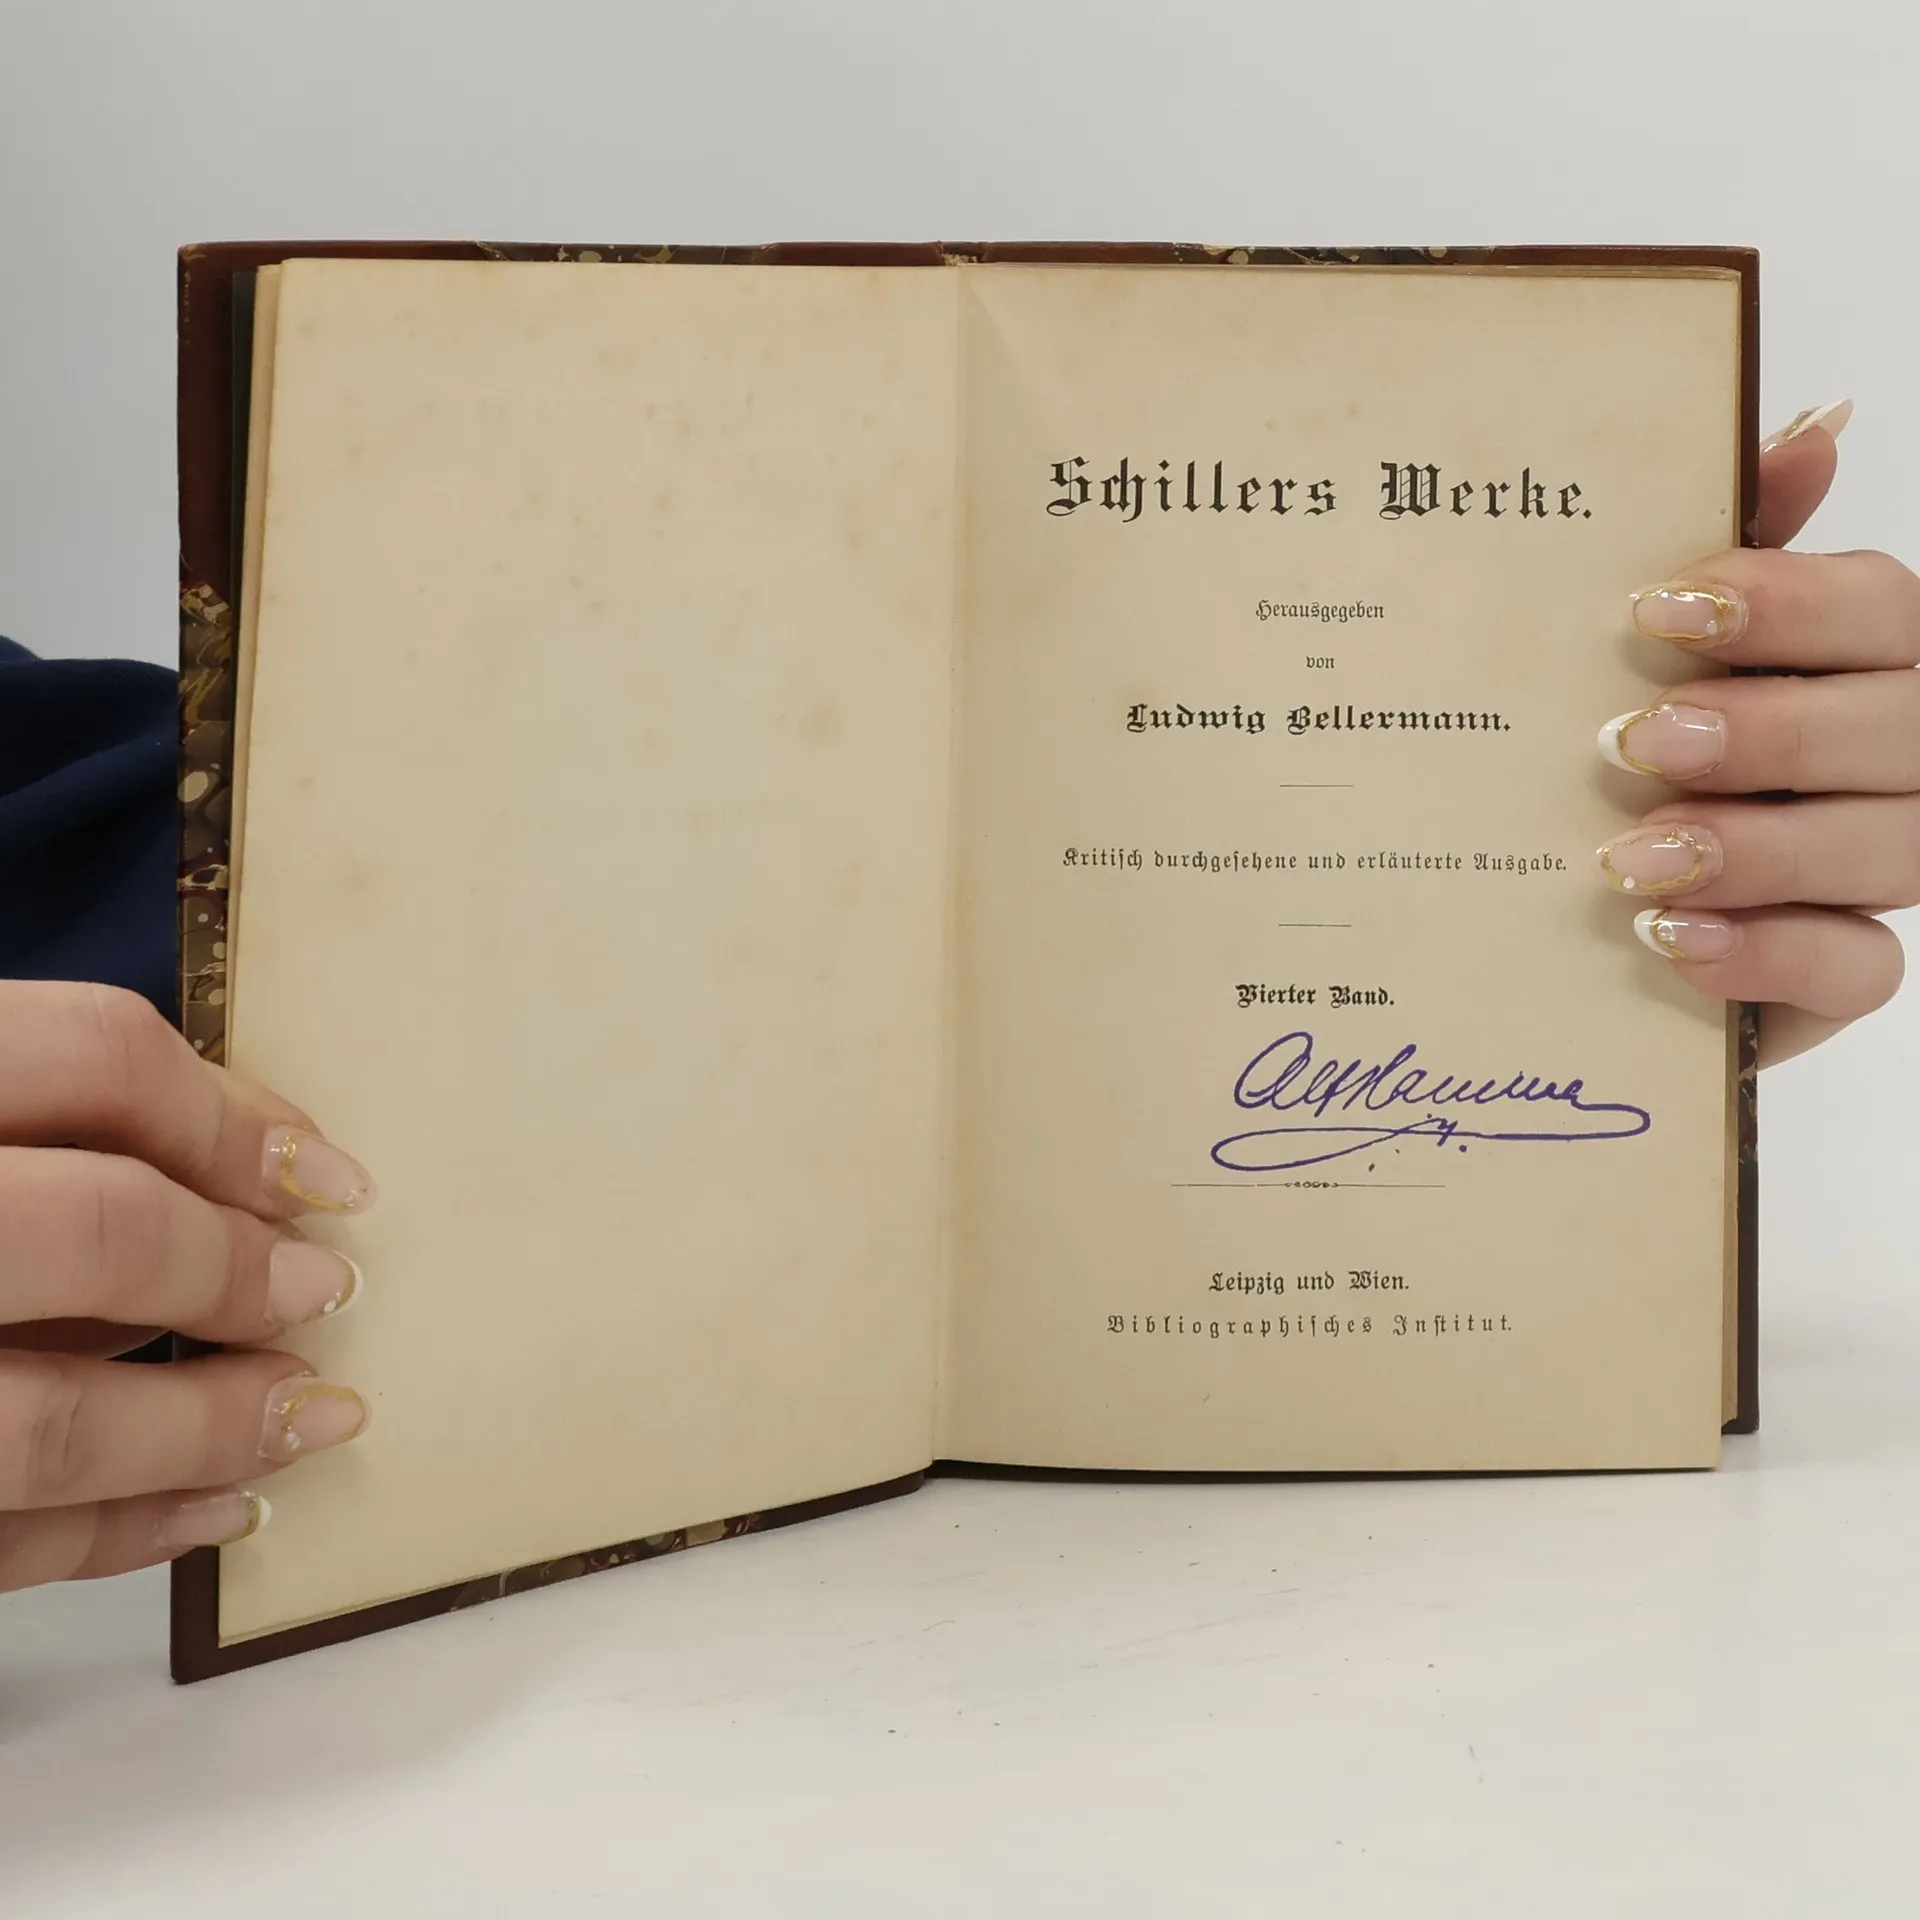 Schillers Werke.
Herausgegeben
von
Ludwig Bellermann.
Kritisch durchgesehene und erläuterte Ausgabe.
Vierter Band.
Leipzig und Wien.
Bibliographisches Institut.